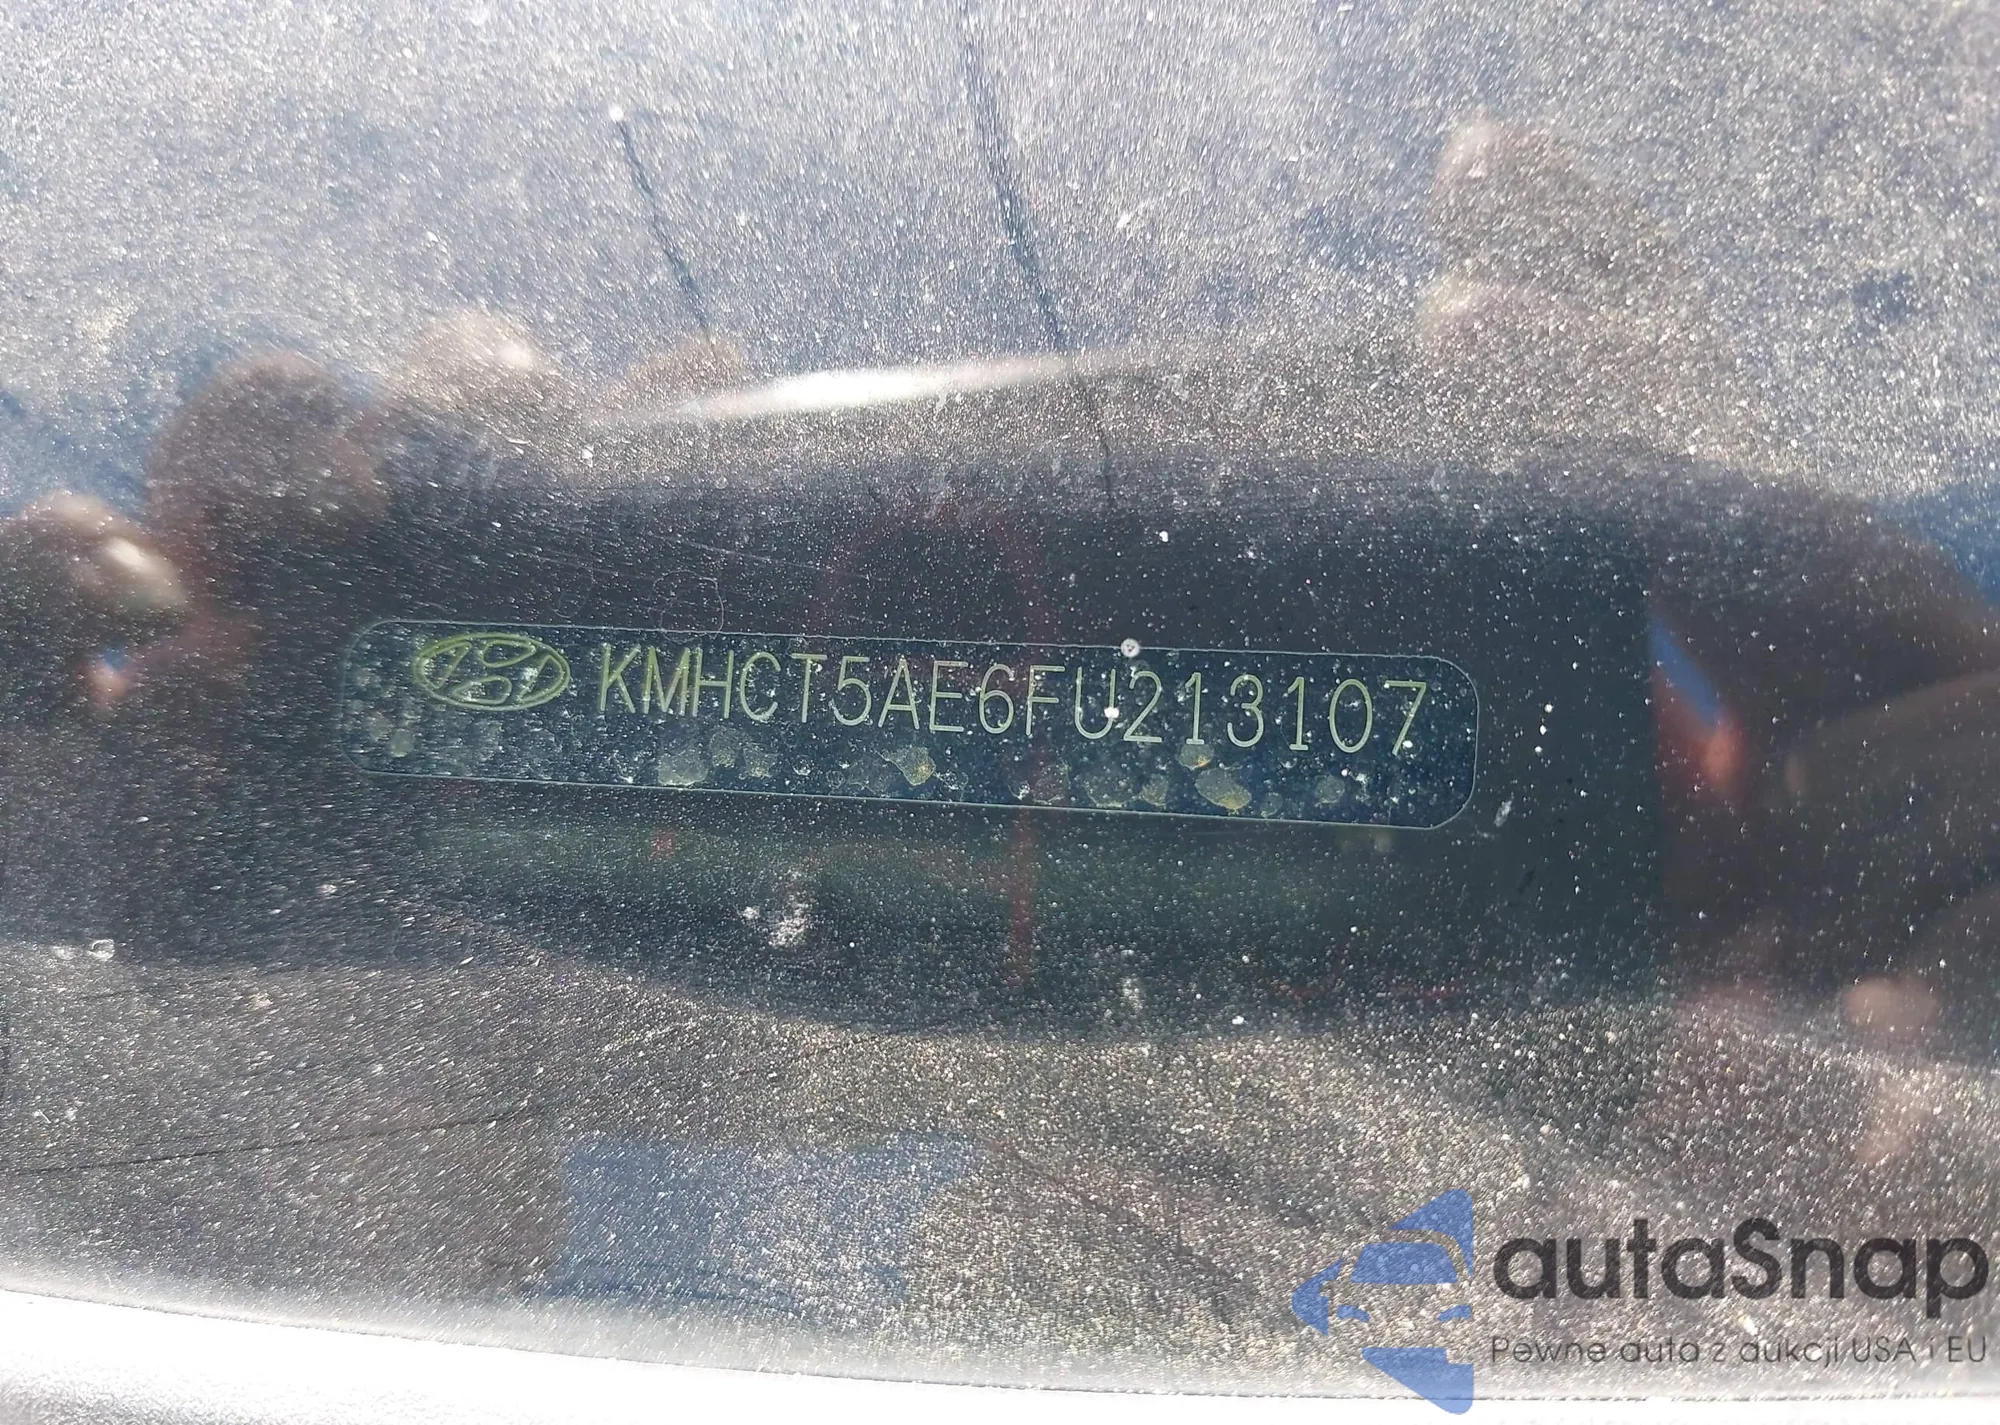 KMHCT5AE6FU213107
autaSnap
Pewne auta z aukcji USA i EU